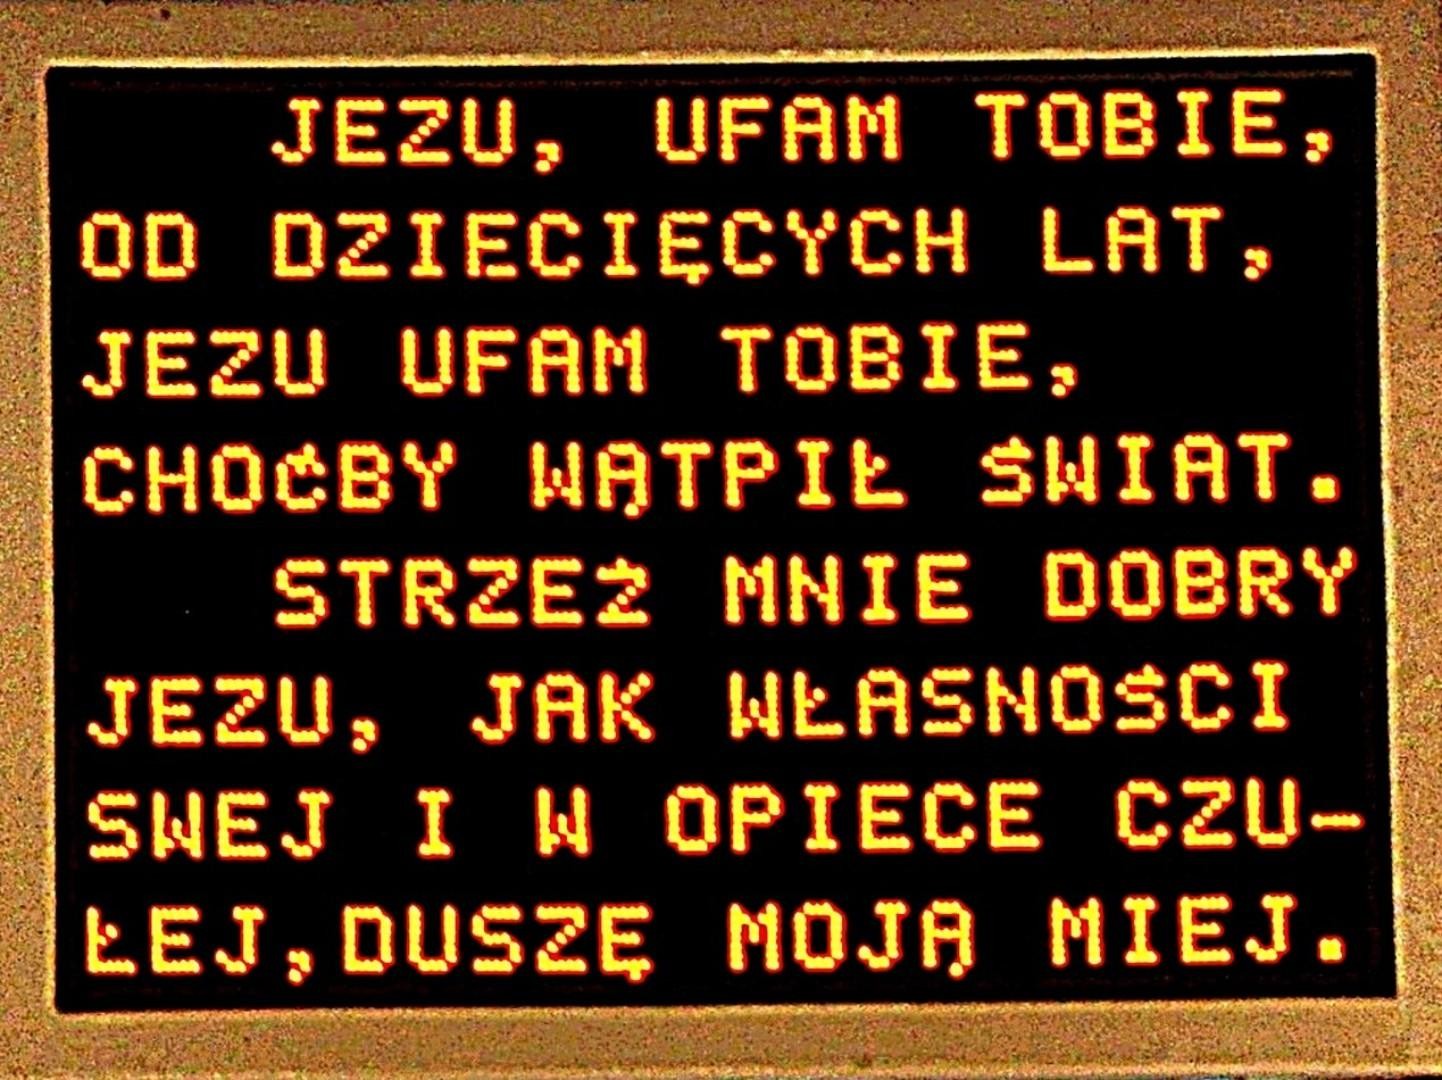 JEZU, UFAM TOBIE,
OD DZIECIĘCYCH LAT,
JEZU UFAM TOBIE,
CHOĆBY WĄTPIŁ ŚWIAT.
STRZEŻ MNIE DOBRY
JEZU, JAK WŁASNOŚCI
SWEJ I W OPIECE CZU-
ŁEJ,DUSZĘ MOJĄ MIEJ.